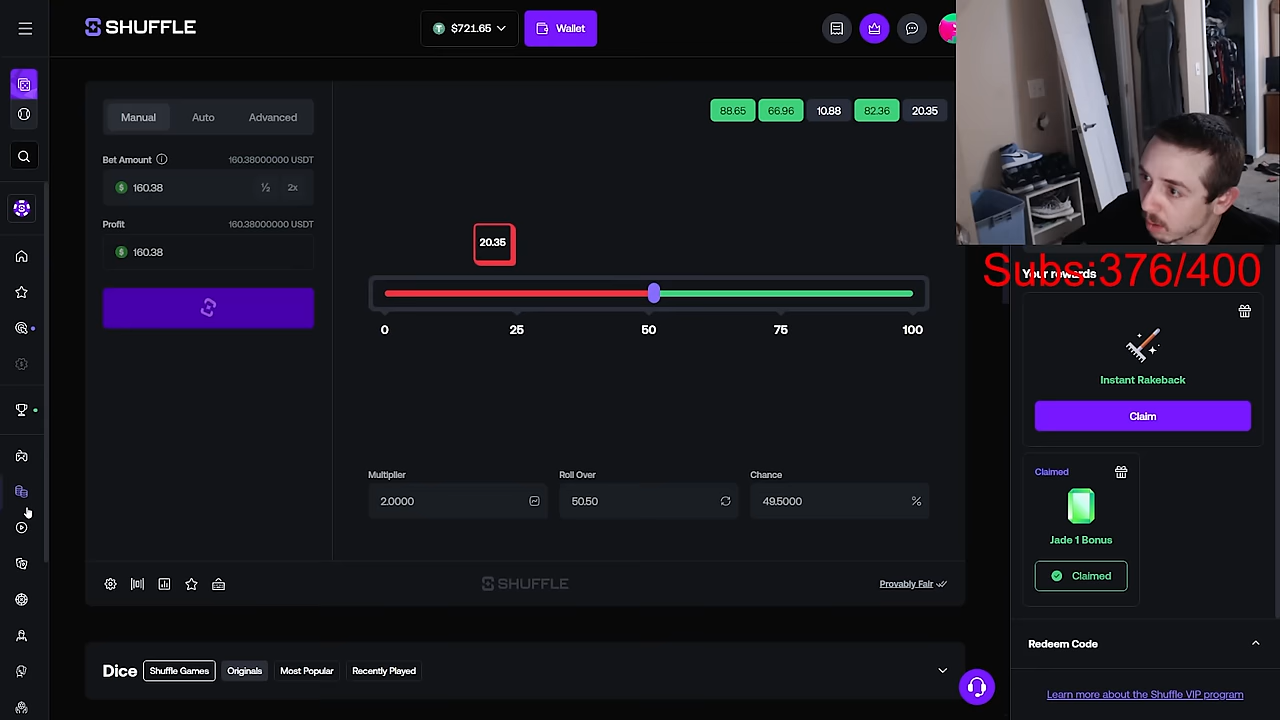 SHUFFLE
$721.65
Wallet
Manual
Auto
Advanced
88.65
66.96
10.88
82.36
20.35
Bet Amount
160.38000000 USDT
160.38
½
2x
Profit
160.38000000 USDT
160.38
20.35
0
25
50
75
100
Multiplier
Roll Over
Chance
2.0000
50.50
49.5000
%
SHUFFLE
Provably Fair
Dice
Shuffle Games
Originals
Most Popular
Recently Played
Your rewards
Subs:376/400
Instant Rakeback
Claim
Claimed
Jade 1 Bonus
Claimed
Redeem Code
Learn more about the Shuffle VIP program